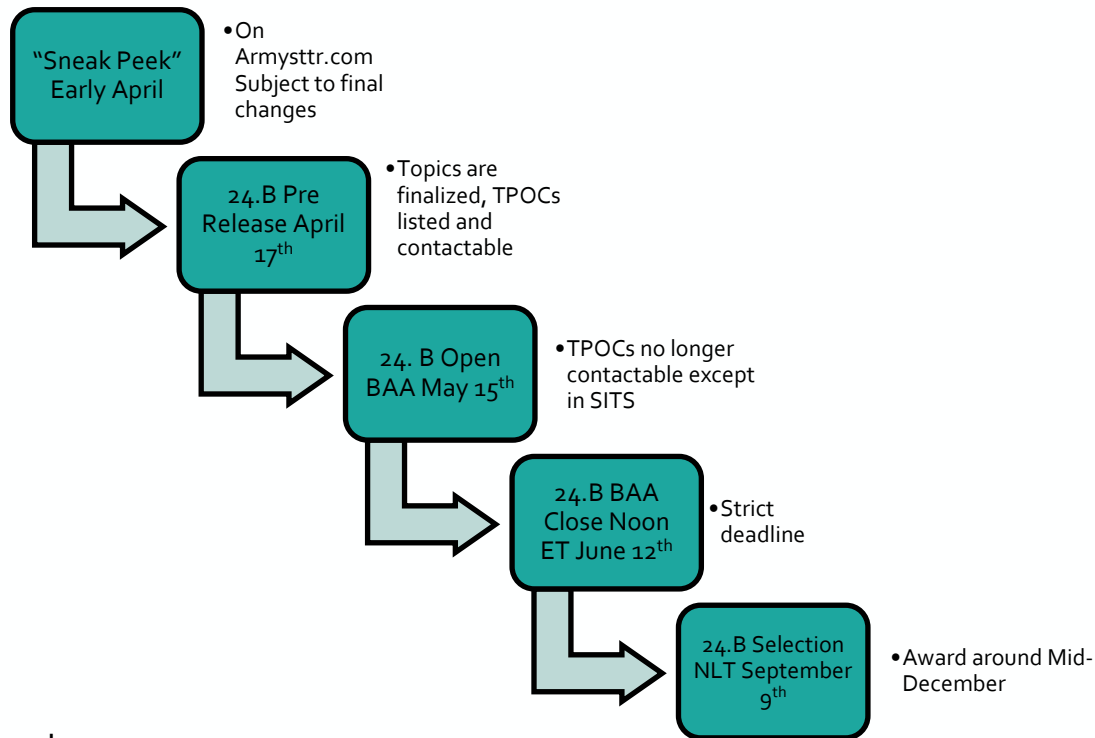 “Sneak Peek”
Early April
•On
Armysttr.com
Subject to final
changes
24.B Pre
Release April
17th
•Topics are
finalized, TPOCs
listed and
contactable
24. B Open
BAA May 15th
•TPOCs no longer
contactable except
in SITS
24.B BAA
Close Noon
ET June 12th
•Strict
deadline
24.B Selection
NLT September
9th
•Award around Mid-
December